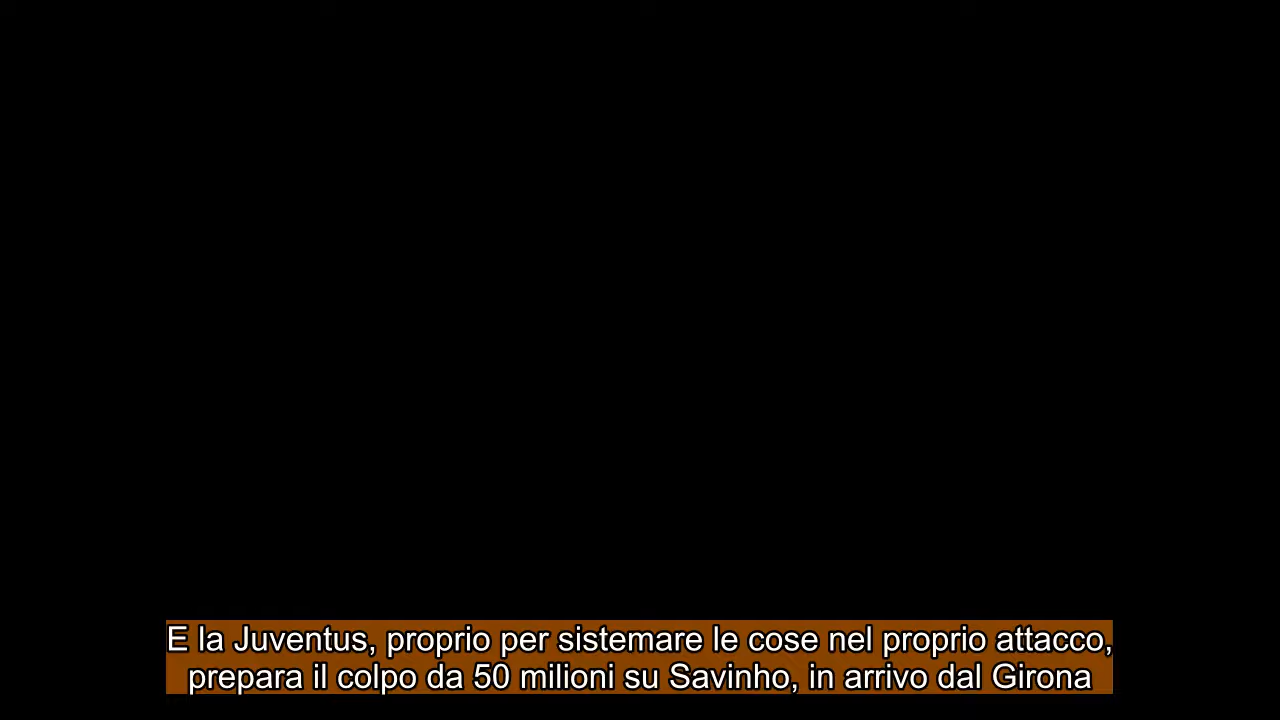 E la Juventus, proprio per sistemare le cose nel proprio attacco,
prepara il colpo da 50 milioni su Savinho, in arrivo dal Girona